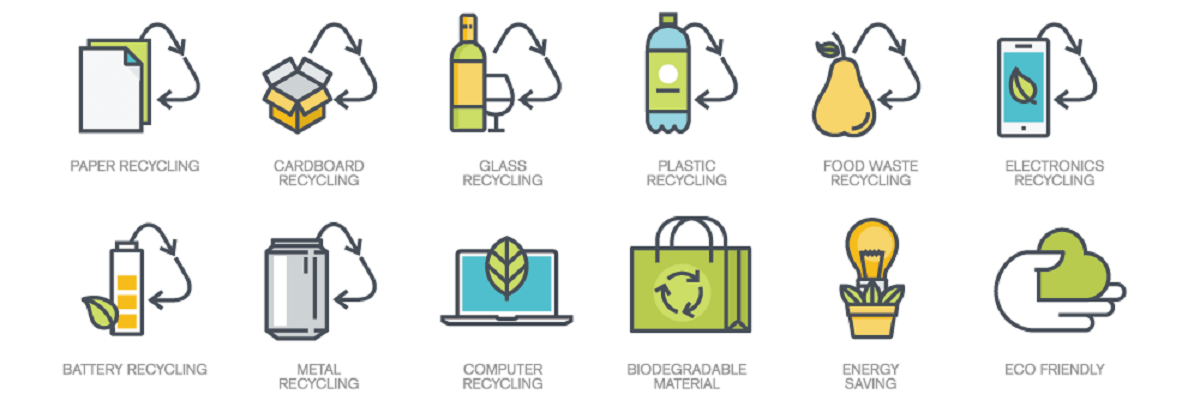 PAPER RECYCLING
CARDBOARD
RECYCLING
GLASS
RECYCLING
PLASTIC
RECYCLING
FOOD WASTE
RECYCLING
ELECTRONICS
RECYCLING
BATTERY RECYCLING
METAL
RECYCLING
COMPUTER
RECYCLING
BIODEGRADABLE
MATERIAL
ENERGY
SAVING
ECO FRIENDLY